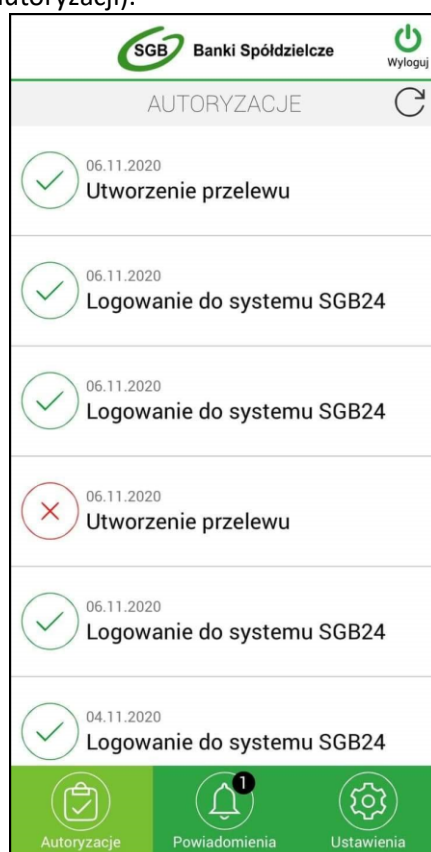 autoryzacji).
SGB Banki Spółdzielcze
Wyloguj
AUTORYZACJE
06.11.2020
Utworzenie przelewu
06.11.2020
Logowanie do systemu SGB24
06.11.2020
Logowanie do systemu SGB24
06.11.2020
Utworzenie przelewu
06.11.2020
Logowanie do systemu SGB24
04.11.2020
Logowanie do systemu SGB24
1
Autoryzacje Powiadomienia Ustawienia